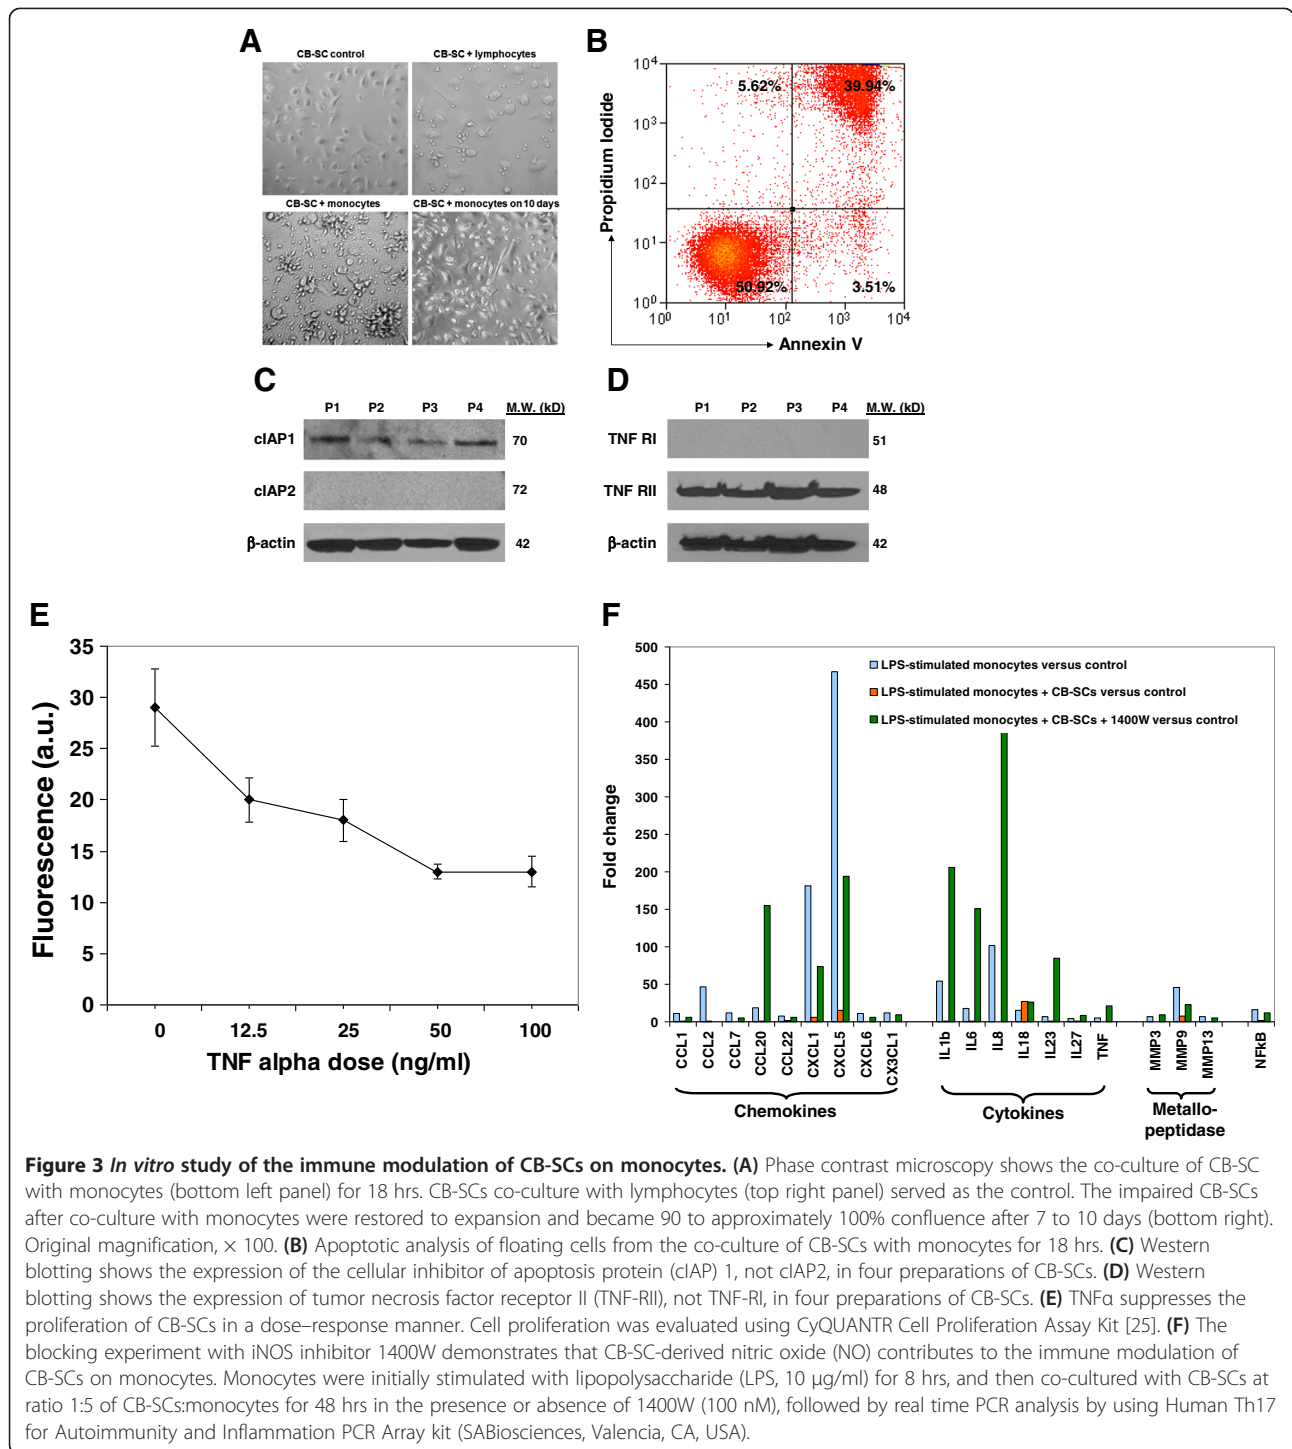 A
CB-SC control
CB-SC + lymphocytes
CB-SC + monocytes
CB-SC + monocytes on 10 days
B
10⁴
10³
10²
10¹
10⁰
5.62%
39.94%
50.92%
3.51%
10⁰ 10¹ 10² 10³ 10⁴
Propidium Iodide
Annexin V
C
P1 P2 P3 P4 M.W. (kD)
cIAP1 70
cIAP2 72
β-actin 42
D
P1 P2 P3 P4 M.W. (kD)
TNF RI 51
TNF RII 48
β-actin 42
E
Fluorescence (a.u.)
35
30
25
20
15
10
5
0
0 12.5 25 50 100
TNF alpha dose (ng/ml)
F
Fold change
500
450
400
350
300
250
200
150
100
50
0
LPS-stimulated monocytes versus control
LPS-stimulated monocytes + CB-SCs versus control
LPS-stimulated monocytes + CB-SCs + 1400W versus control
CCL1
CCL2
CCL7
CCL20
CCL22
CXCL1
CXCL5
CXCL6
CX3CL1
IL1b
IL6
IL8
IL18
IL23
IL27
TNF
MMP3
MMP9
MMP13
NFkB
Chemokines
Cytokines
Metallo-
peptidase
Figure 3 In vitro study of the immune modulation of CB-SCs on monocytes. (A) Phase contrast microscopy shows the co-culture of CB-SC
with monocytes (bottom left panel) for 18 hrs. CB-SCs co-culture with lymphocytes (top right panel) served as the control. The impaired CB-SCs
after co-culture with monocytes were restored to expansion and became 90 to approximately 100% confluence after 7 to 10 days (bottom right).
Original magnification, × 100. (B) Apoptotic analysis of floating cells from the co-culture of CB-SCs with monocytes for 18 hrs. (C) Western
blotting shows the expression of the cellular inhibitor of apoptosis protein (cIAP) 1, not cIAP2, in four preparations of CB-SCs. (D) Western
blotting shows the expression of tumor necrosis factor receptor II (TNF-RII), not TNF-RI, in four preparations of CB-SCs. (E) TNFα suppresses the
proliferation of CB-SCs in a dose–response manner. Cell proliferation was evaluated using CyQUANTR Cell Proliferation Assay Kit [25]. (F) The
blocking experiment with iNOS inhibitor 1400W demonstrates that CB-SC-derived nitric oxide (NO) contributes to the immune modulation of
CB-SCs on monocytes. Monocytes were initially stimulated with lipopolysaccharide (LPS, 10 μg/ml) for 8 hrs, and then co-cultured with CB-SCs at
ratio 1:5 of CB-SCs:monocytes for 48 hrs in the presence or absence of 1400W (100 nM), followed by real time PCR analysis by using Human Th17
for Autoimmunity and Inflammation PCR Array kit (SABiosciences, Valencia, CA, USA).